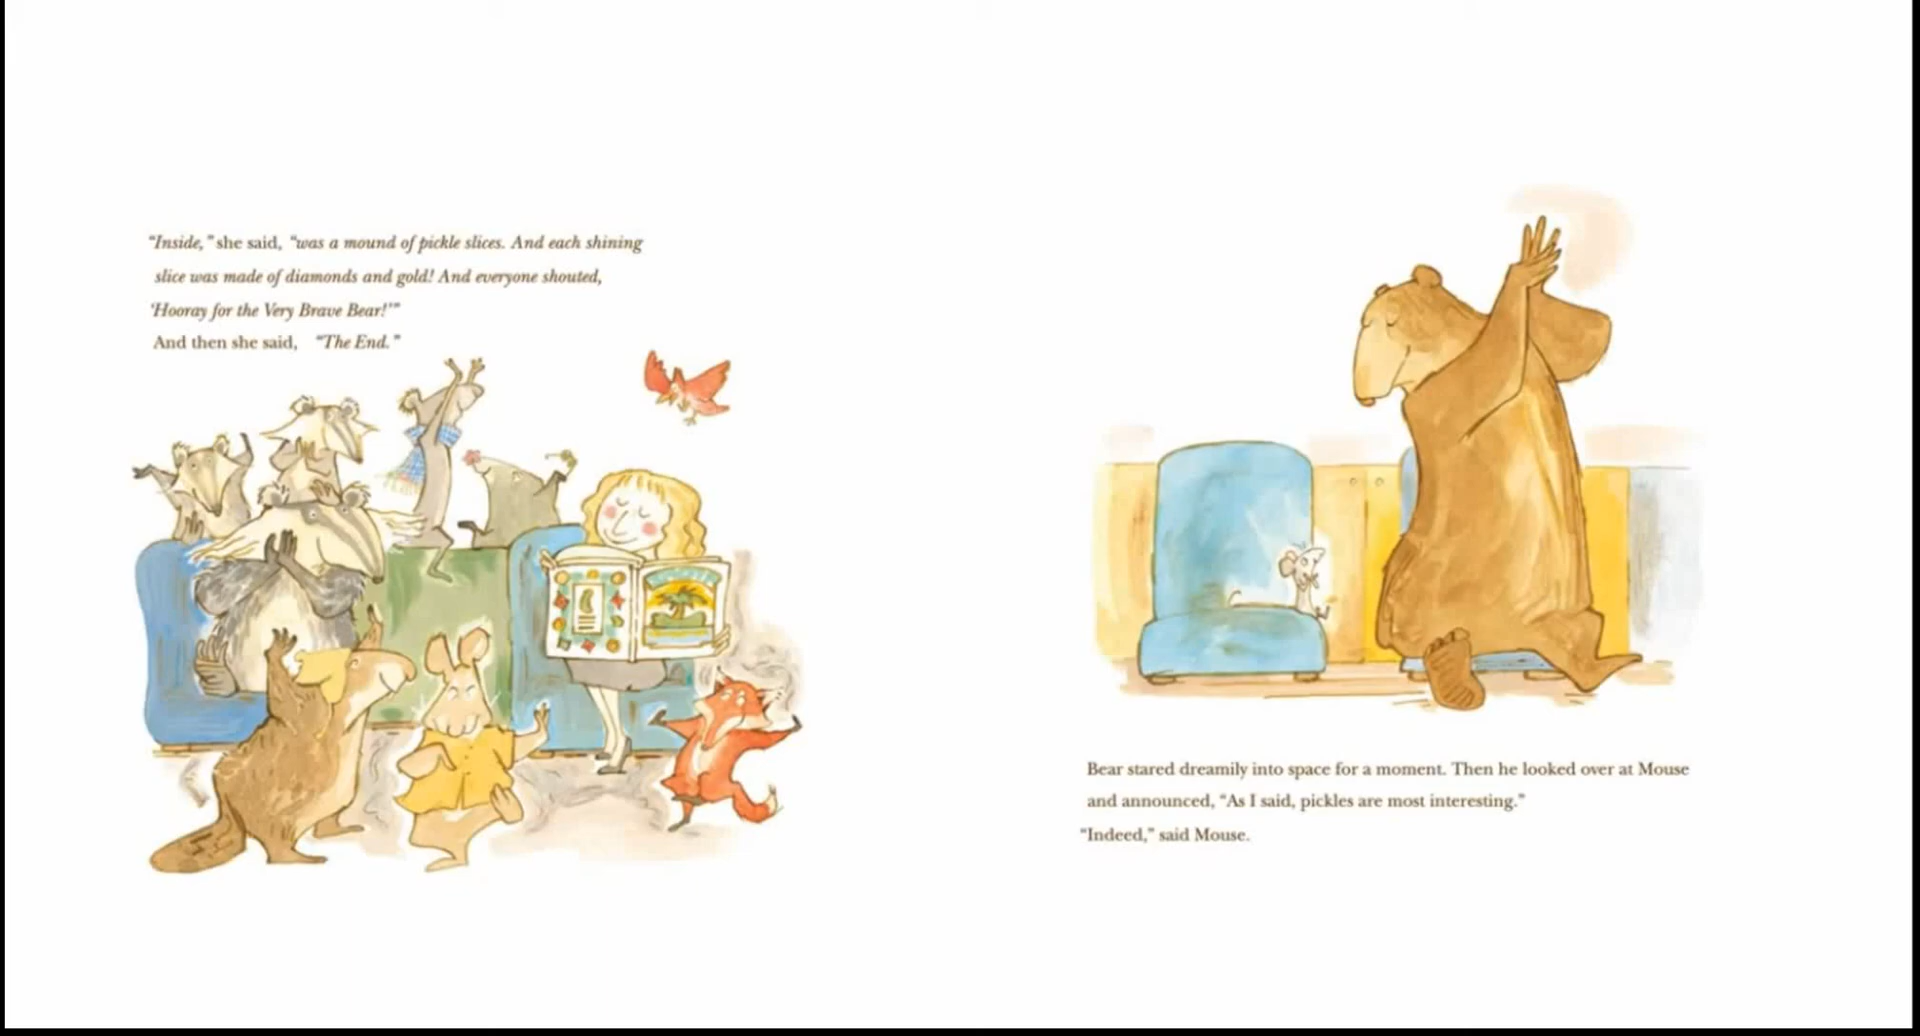 “Inside,” she said, “was a mound of pickle slices. And each shining
slice was made of diamonds and gold! And everyone shouted,
‘Hooray for the Very Brave Bear!’”
And then she said, “The End.”
Bear stared dreamily into space for a moment. Then he looked over at Mouse
and announced, “As I said, pickles are most interesting.”
“Indeed,” said Mouse.